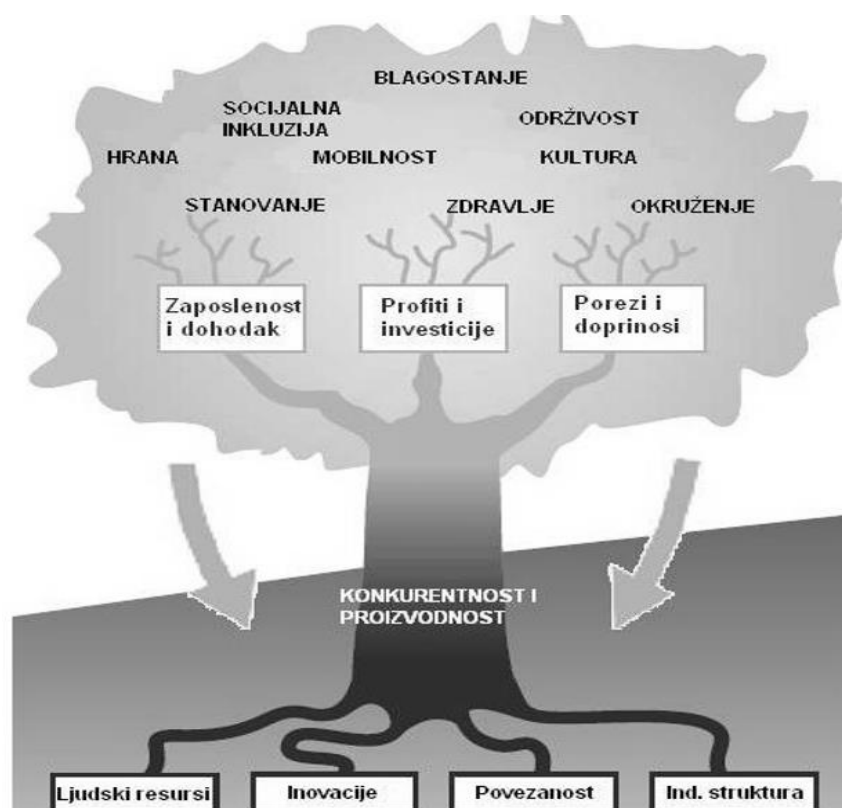 BLAGOSTANJE
SOCIJALNA
INKLUZIJA
ODRŽIVOST
HRANA
MOBILNOST
KULTURA
STANOVANJE
ZDRAVLJE
OKRUŽENJE
Zaposlenost
i dohodak
Profiti i
investicije
Porezi i
doprinosi
KONKURENTNOST I
PROIZVODNOST
Ljudski resursi
Inovacije
Povezanost
Ind. struktura